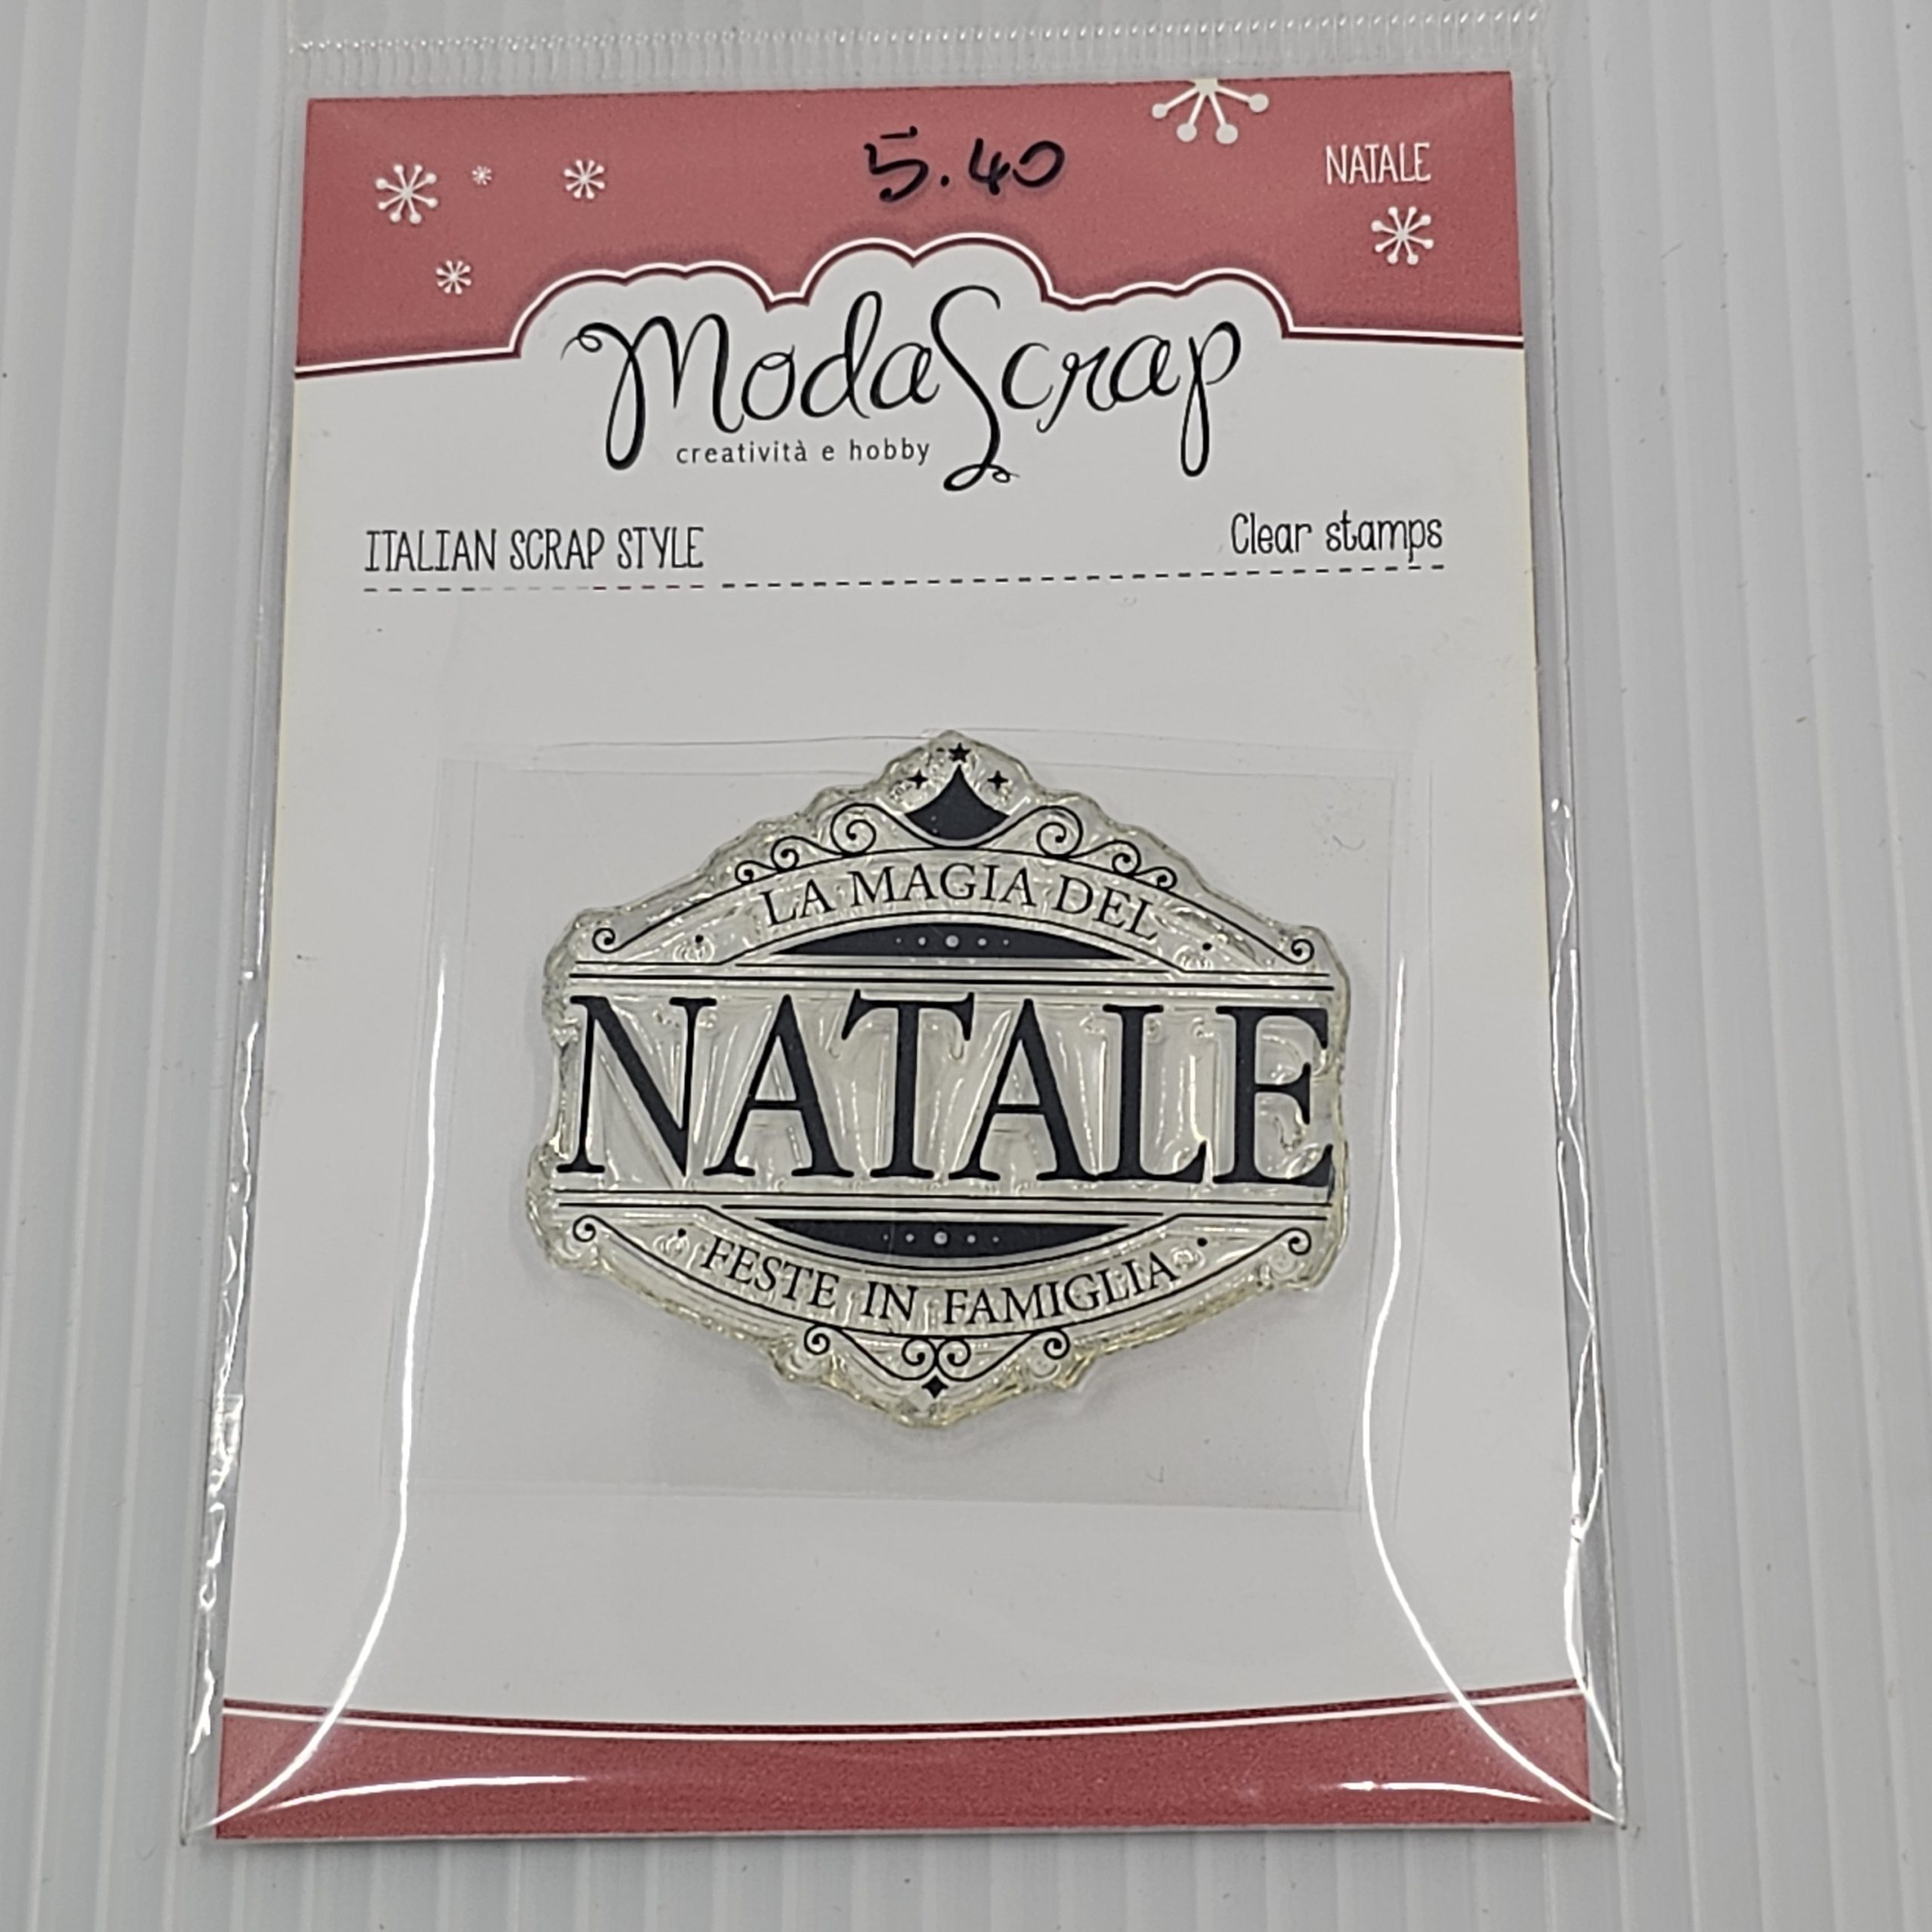 5.40
NATALE
ModaScrap
creatività e hobby
ITALIAN SCRAP STYLE
Clear stamps
LA MAGIA DEL
NATALE
FESTE IN FAMIGLIA